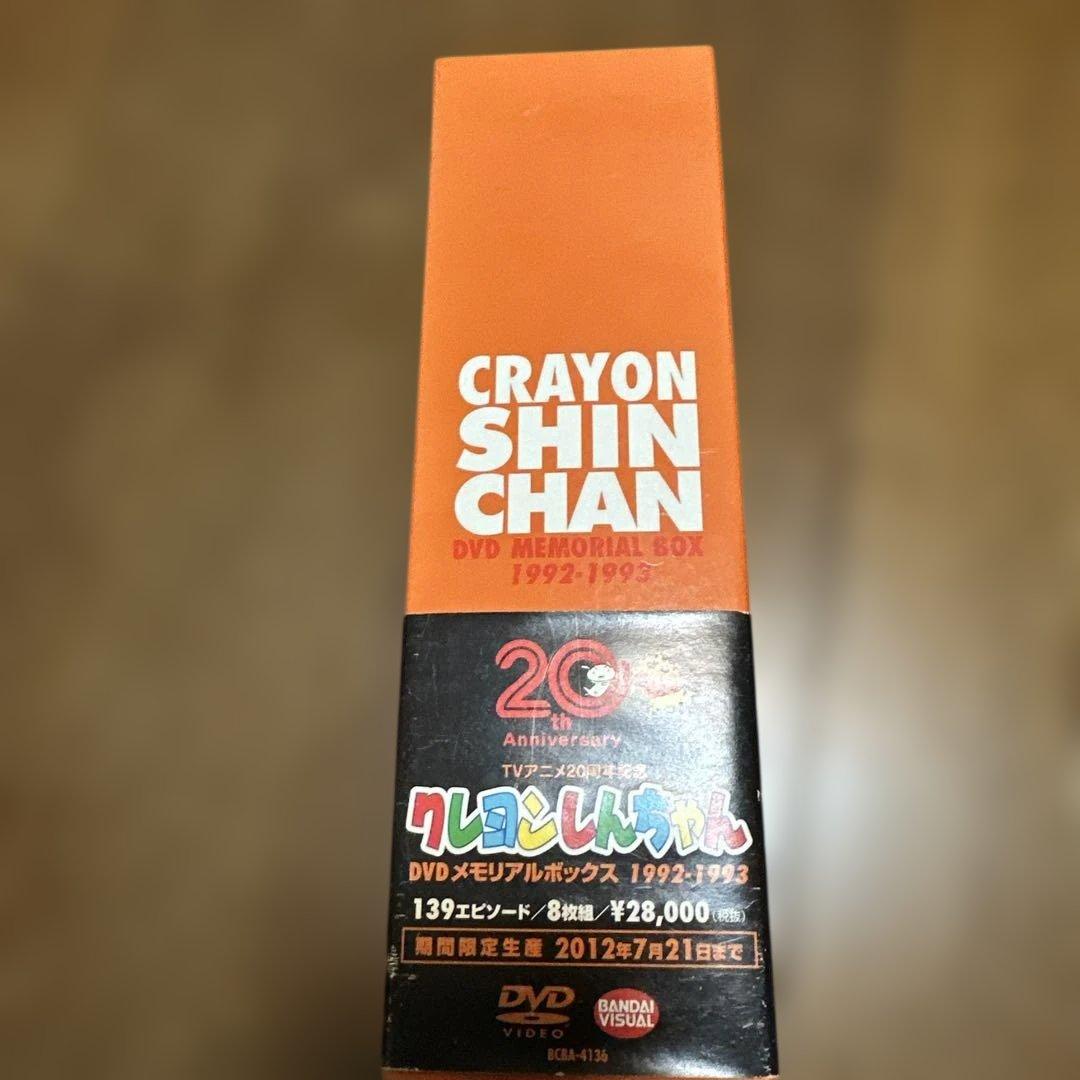 CRAYON
SHIN
CHAN
DVD MEMORIAL BOX
1992-1993
20
th
Anniversary
TVアニメ20周年記念
クレヨンしんちゃん
DVDメモリアルボックス 1992-1993
139エピソード/8枚組/¥28,000(税抜)
期間限定生産 2012年7月21日まで
DVD
VIDEO
BANDAI
VISUAL
BCBA-4136